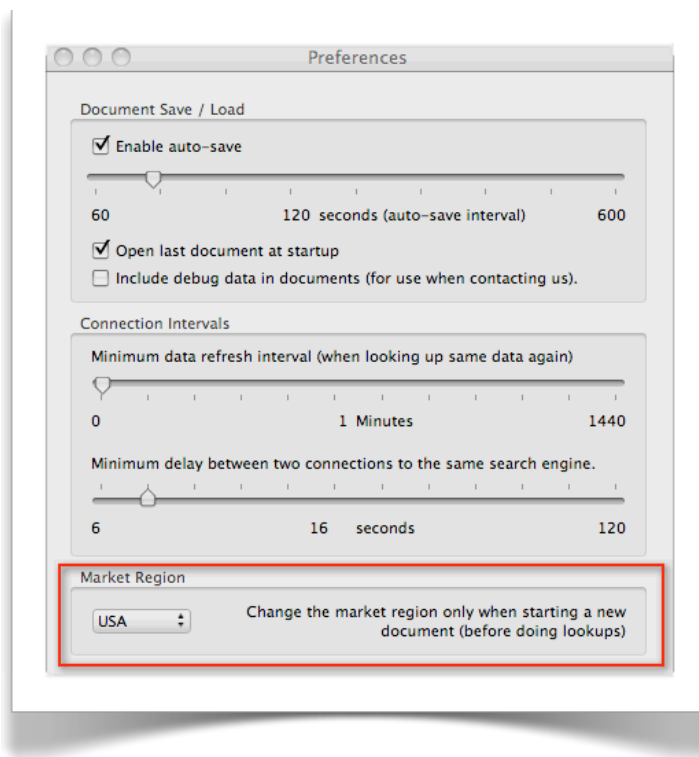 Preferences
Document Save / Load
Enable auto-save
60 120 seconds (auto-save interval) 600
Open last document at startup
Include debug data in documents (for use when contacting us).
Connection Intervals
Minimum data refresh interval (when looking up same data again)
0 1 Minutes 1440
Minimum delay between two connections to the same search engine.
6 16 seconds 120
Market Region
USA Change the market region only when starting a new
document (before doing lookups)